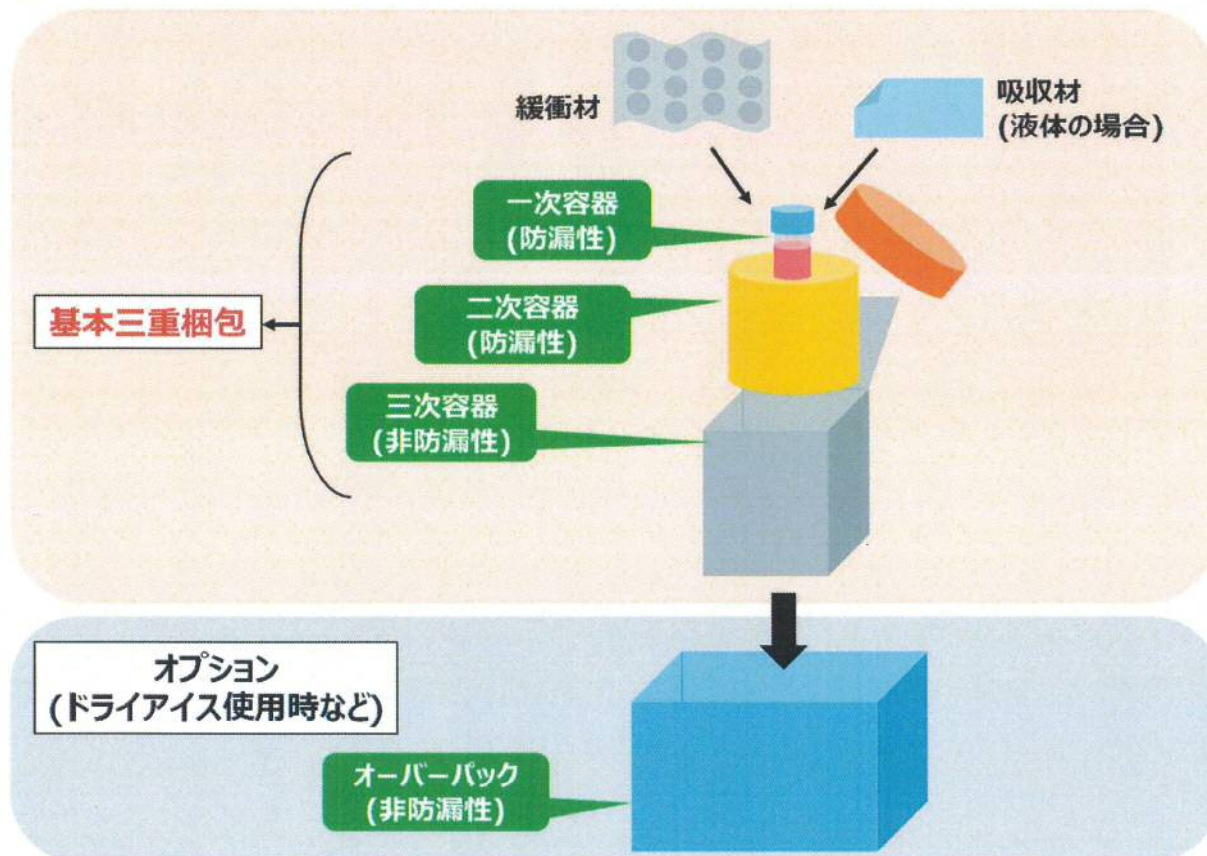 緩衝材
吸収材
(液体の場合)
一次容器
(防漏性)
二次容器
(防漏性)
基本三重梱包
三次容器
(非防漏性)
オプション
(ドライアイス使用時など)
オーバーパック
(非防漏性)